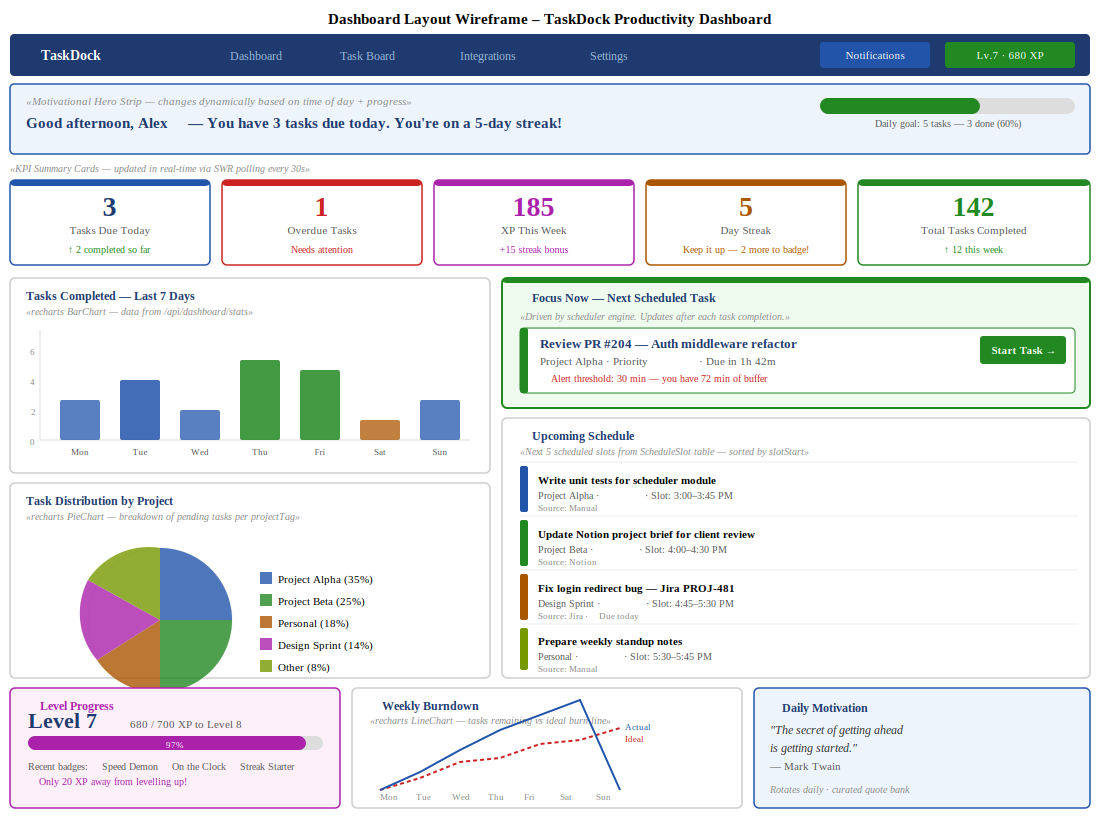 Dashboard Layout Wireframe – TaskDock Productivity Dashboard
TaskDock Dashboard Task Board Integrations Settings Notifications Lv.7 · 680 XP
«Motivational Hero Strip — changes dynamically based on time of day + progress»
Good afternoon, Alex — You have 3 tasks due today. You're on a 5-day streak!
Daily goal: 5 tasks — 3 done (60%)
«KPI Summary Cards — updated in real-time via SWR polling every 30s»
3
Tasks Due Today
↑ 2 completed so far
1
Overdue Tasks
Needs attention
185
XP This Week
+15 streak bonus
5
Day Streak
Keep it up — 2 more to badge!
142
Total Tasks Completed
↑ 12 this week
Tasks Completed — Last 7 Days
«recharts BarChart — data from /api/dashboard/stats»
6
4
2
0
Mon Tue Wed Thu Fri Sat Sun
Focus Now — Next Scheduled Task
«Driven by scheduler engine. Updates after each task completion.»
Review PR #204 — Auth middleware refactor
Project Alpha · Priority · Due in 1h 42m
Alert threshold: 30 min — you have 72 min of buffer
Start Task →
Task Distribution by Project
«recharts PieChart — breakdown of pending tasks per projectTag»
Project Alpha (35%)
Project Beta (25%)
Personal (18%)
Design Sprint (14%)
Other (8%)
Upcoming Schedule
«Next 5 scheduled slots from ScheduleSlot table — sorted by slotStart»
Write unit tests for scheduler module
Project Alpha · · Slot: 3:00–3:45 PM
Source: Manual
Update Notion project brief for client review
Project Beta · · Slot: 4:00–4:30 PM
Source: Notion
Fix login redirect bug — Jira PROJ-481
Design Sprint · · Slot: 4:45–5:30 PM
Source: Jira · Due today
Prepare weekly standup notes
Personal · · Slot: 5:30–5:45 PM
Source: Manual
Level Progress
Level 7 680 / 700 XP to Level 8
97%
Recent badges: Speed Demon On the Clock Streak Starter
Only 20 XP away from levelling up!
Weekly Burndown
«recharts LineChart — tasks remaining vs ideal burn line»
Actual
Ideal
Mon Tue Wed Thu Fri Sat Sun
Daily Motivation
"The secret of getting ahead
is getting started."
— Mark Twain
Rotates daily · curated quote bank